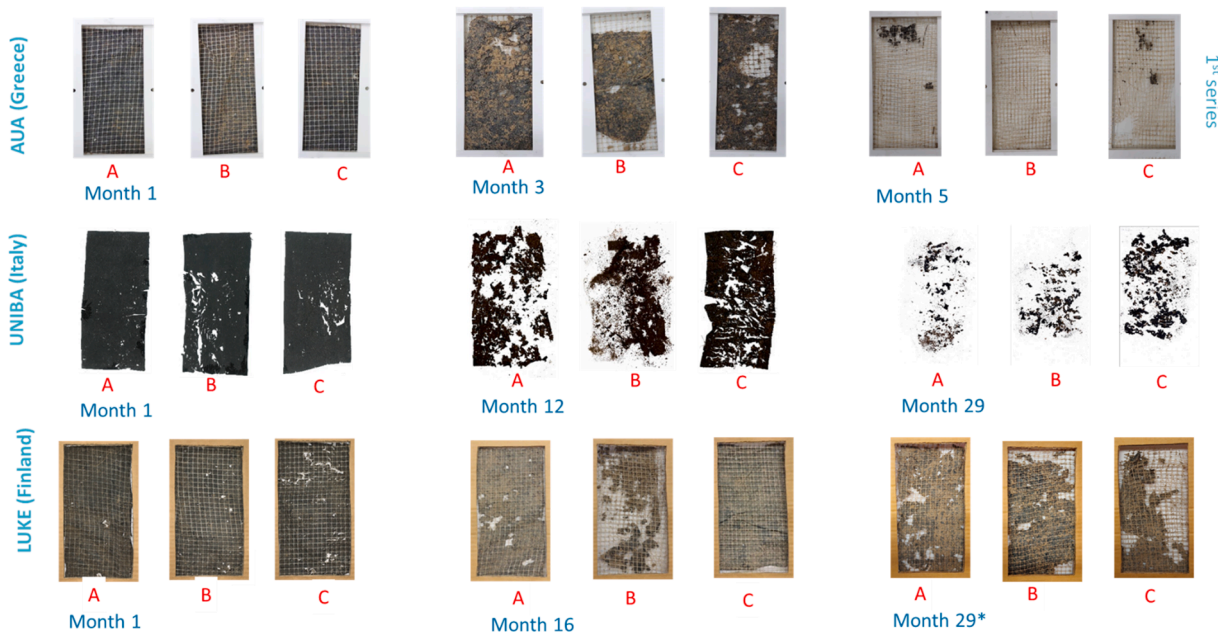 AUA (Greece)
A
B
C
Month 1
A
B
C
Month 3
A
B
C
Month 5
1st series
UNIBA (Italy)
A
B
C
Month 1
A
B
C
Month 12
A
B
C
Month 29
LUKE (Finland)
A
B
C
Month 1
A
B
C
Month 16
A
B
C
Month 29*